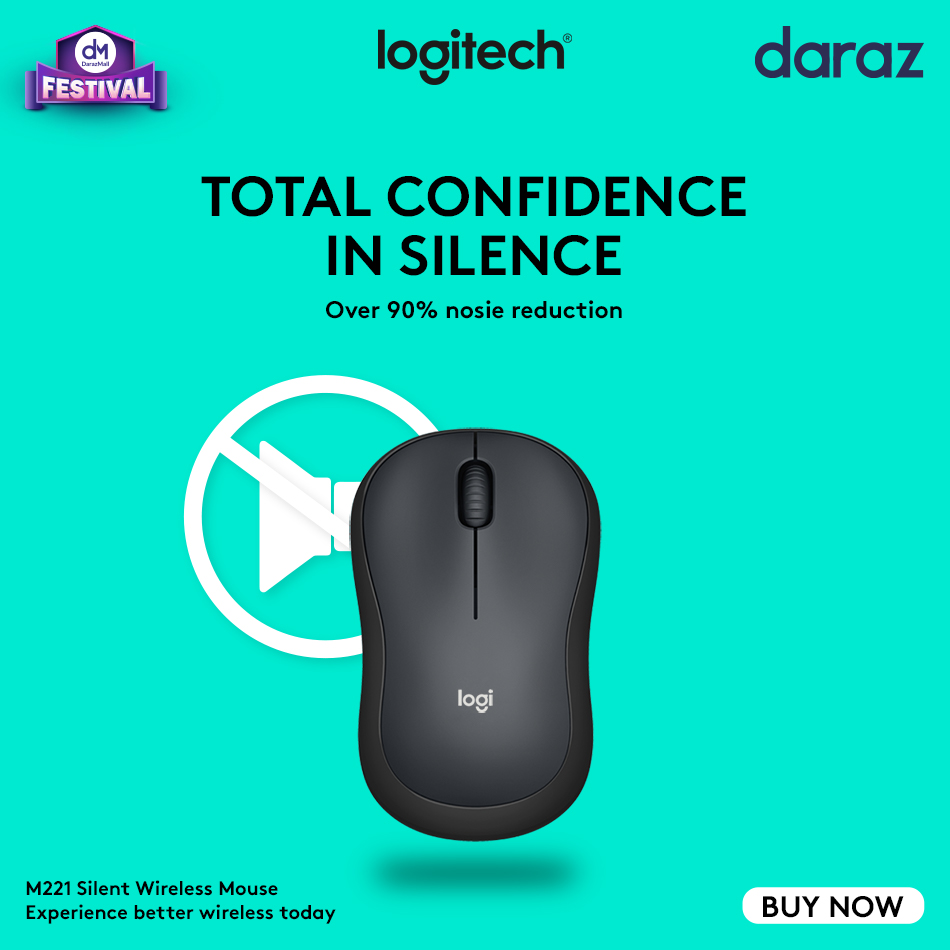 dM
DarazMall
FESTIVAL
logitech®
daraz
TOTAL CONFIDENCE
IN SILENCE
Over 90% nosie reduction
logi
M221 Silent Wireless Mouse
Experience better wireless today
BUY NOW